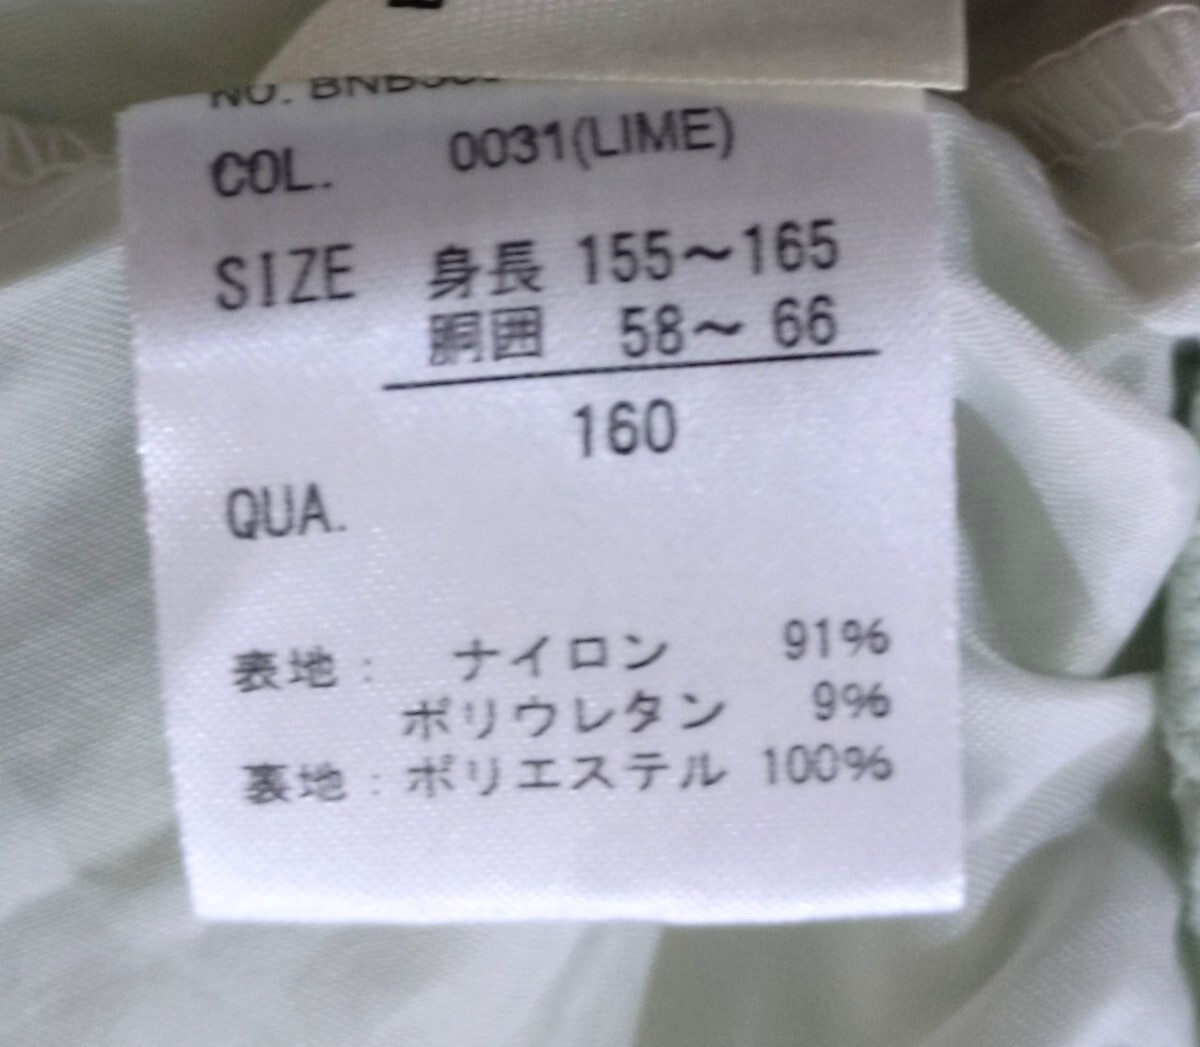 COL. 0031(LIME)
SIZE 身長 155～165
胴囲 58～ 66
160
QUA.
表地: ナイロン 91%
ポリウレタン 9%
裏地: ポリエステル 100%